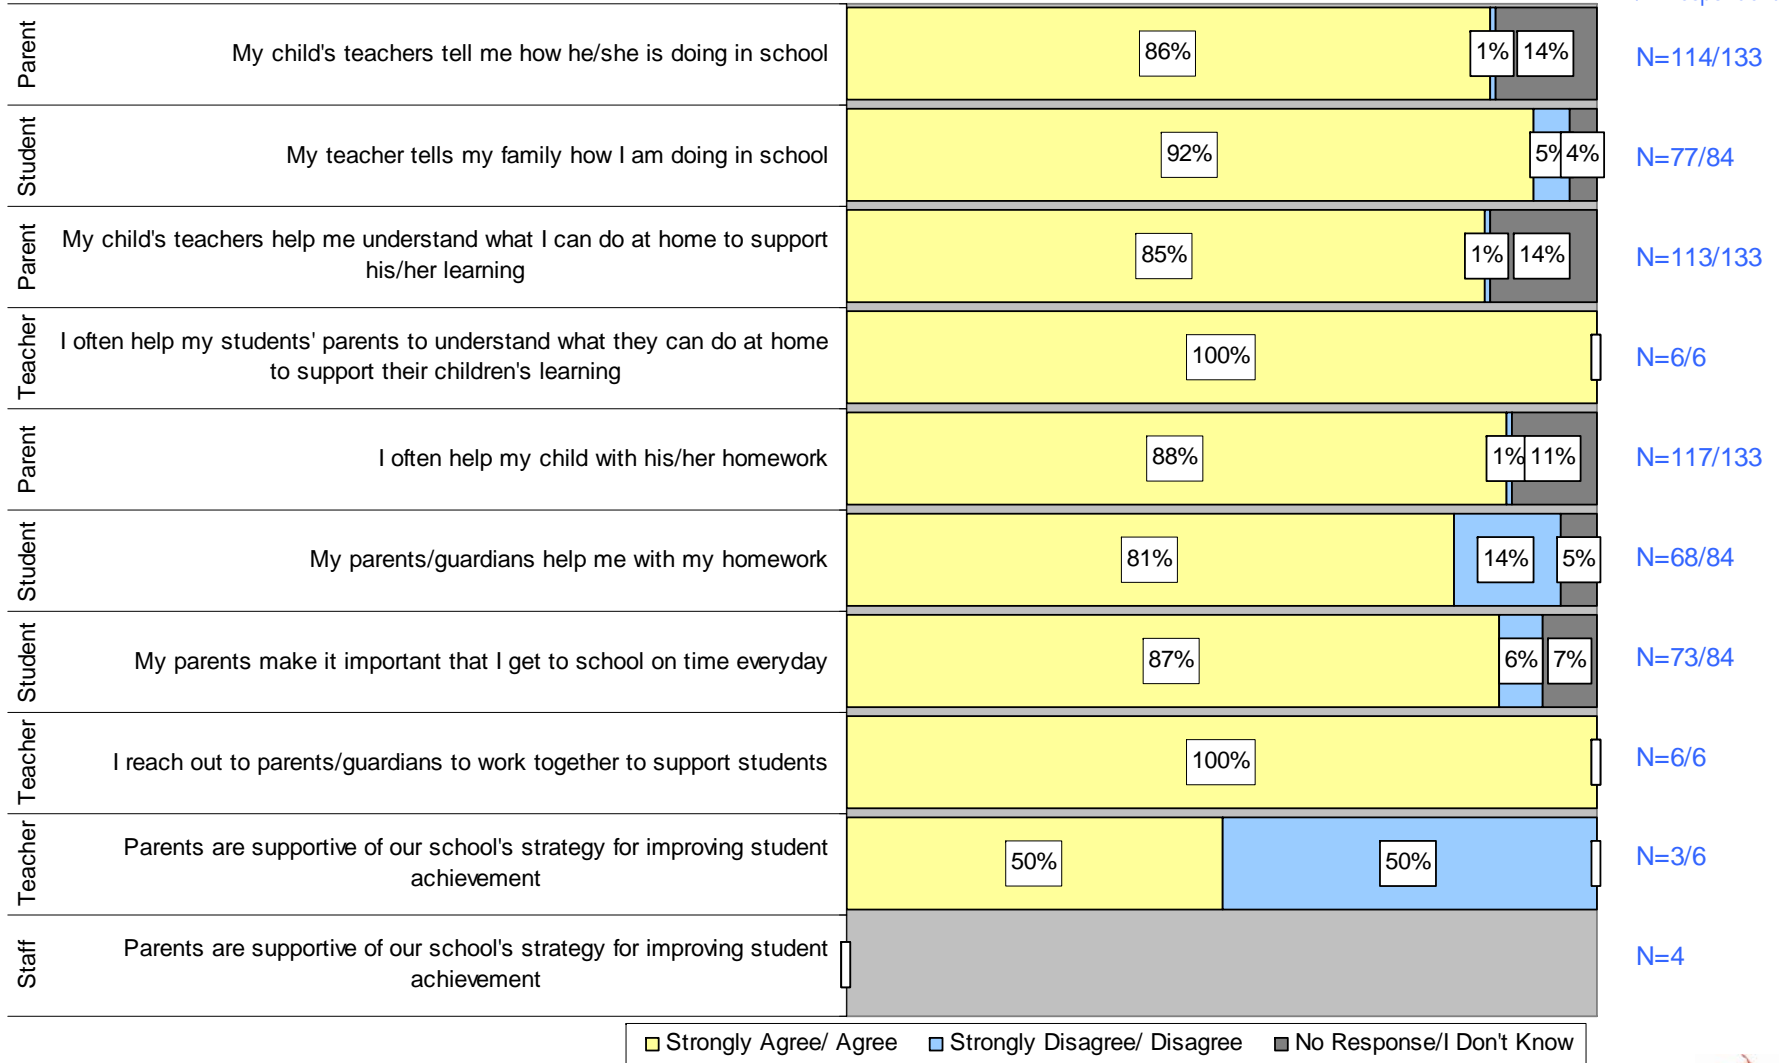 Parent
My child's teachers tell me how he/she is doing in school
86%
1%
14%
N=114/133
Student
My teacher tells my family how I am doing in school
92%
5%
4%
N=77/84
Parent
My child's teachers help me understand what I can do at home to support
his/her learning
85%
1%
14%
N=113/133
Teacher
I often help my students' parents to understand what they can do at home
to support their children's learning
100%
N=6/6
Parent
I often help my child with his/her homework
88%
1%
11%
N=117/133
Student
My parents/guardians help me with my homework
81%
14%
5%
N=68/84
Student
My parents make it important that I get to school on time everyday
87%
6%
7%
N=73/84
Teacher
I reach out to parents/guardians to work together to support students
100%
N=6/6
Teacher
Parents are supportive of our school's strategy for improving student
achievement
50%
50%
N=3/6
Staff
Parents are supportive of our school's strategy for improving student
achievement
N=4
Strongly Agree/ Agree
Strongly Disagree/ Disagree
No Response/I Don't Know